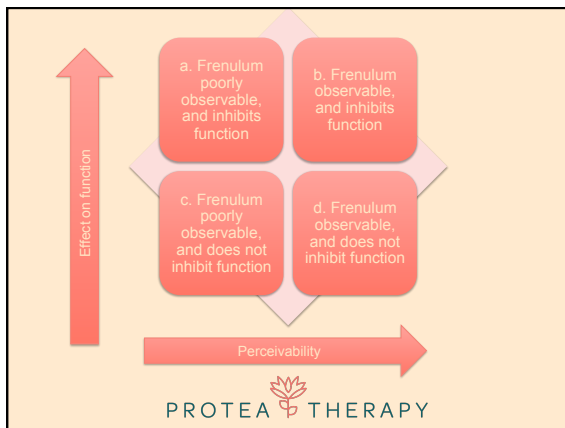 a. Frenulum
poorly
observable,
and inhibits
function
b. Frenulum
observable,
and inhibits
function
c. Frenulum
poorly
observable,
and does not
inhibit function
d. Frenulum
observable,
and does not
inhibit function
Effect on function
Perceivability
PROTEA THERAPY